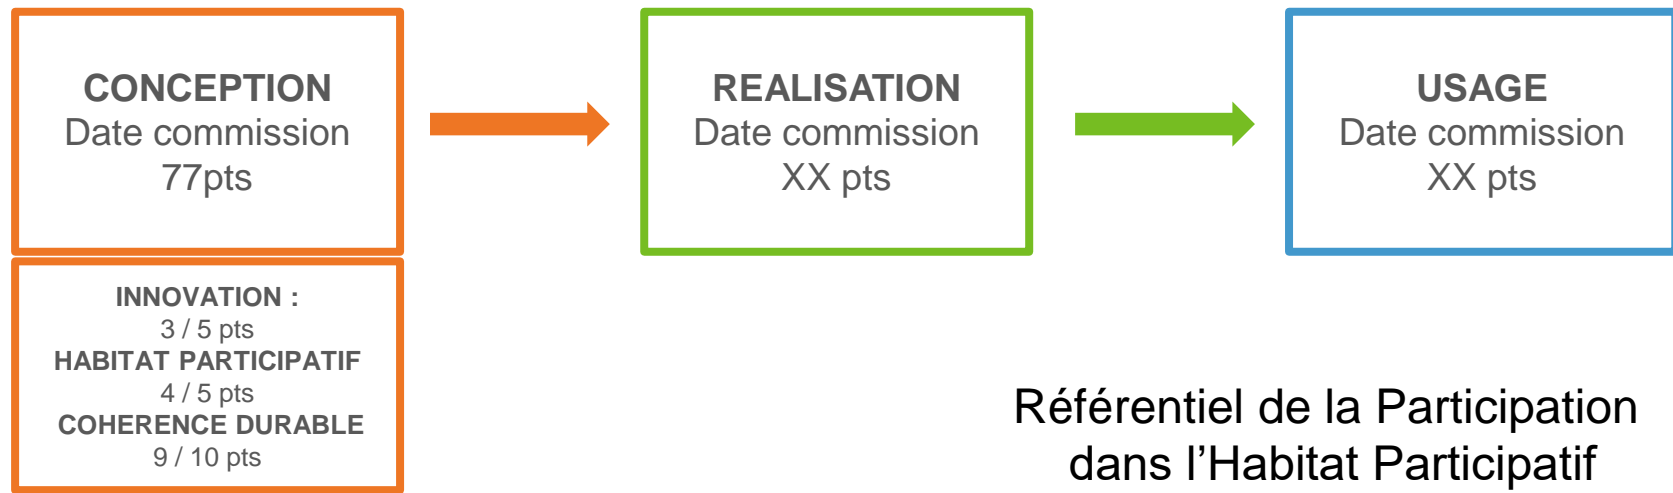 CONCEPTION
Date commission
77pts
REALISATION
Date commission
XX pts
USAGE
Date commission
XX pts
INNOVATION :
3 / 5 pts
HABITAT PARTICIPATIF
4 / 5 pts
COHERENCE DURABLE
9 / 10 pts
Référentiel de la Participation
dans l’Habitat Participatif